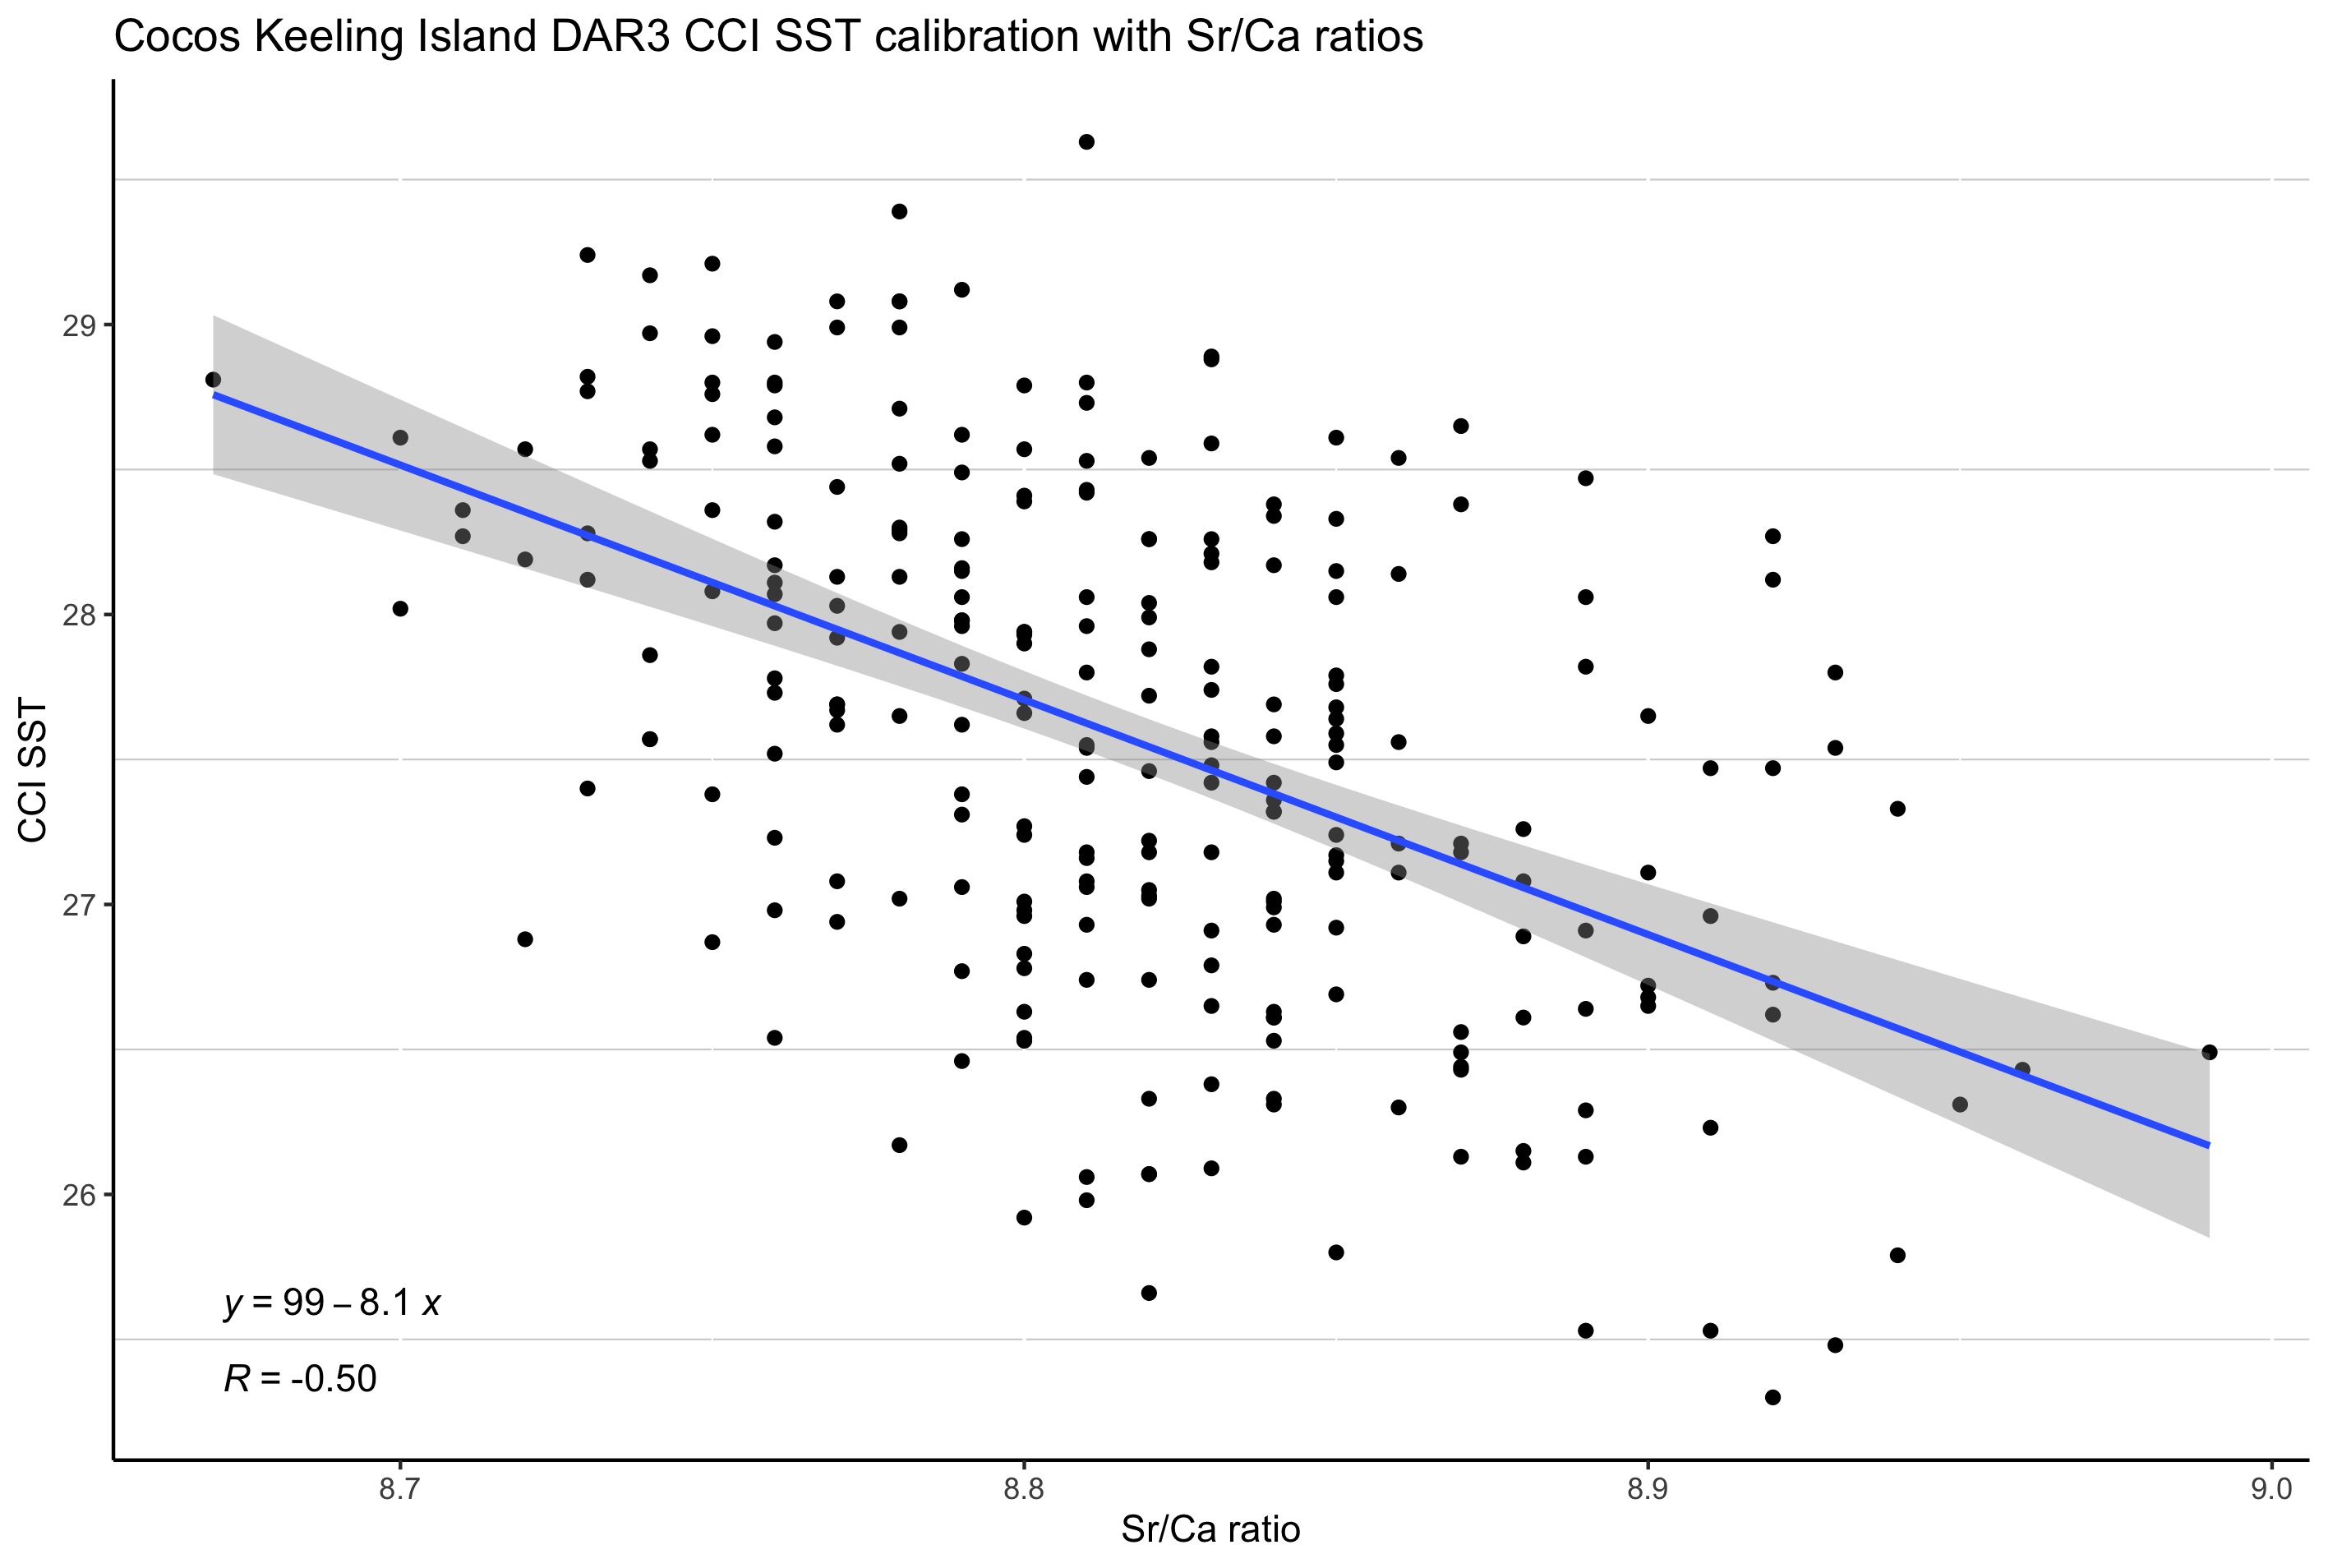 Cocos Keeling Island DAR3 CCI SST calibration with Sr/Ca ratios
29
28
27
26
CCI SST
y = 99 – 8.1 x
R = -0.50
8.7 8.8 8.9 9.0
Sr/Ca ratio